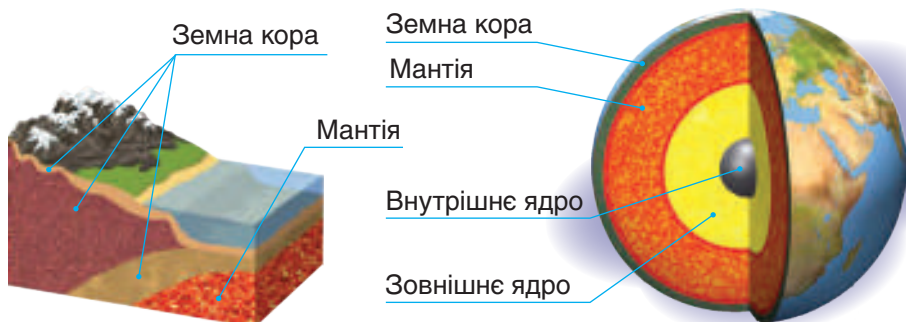 Земна кора
Мантія
Земна кора
Мантія
Внутрішнє ядро
Зовнішнє ядро